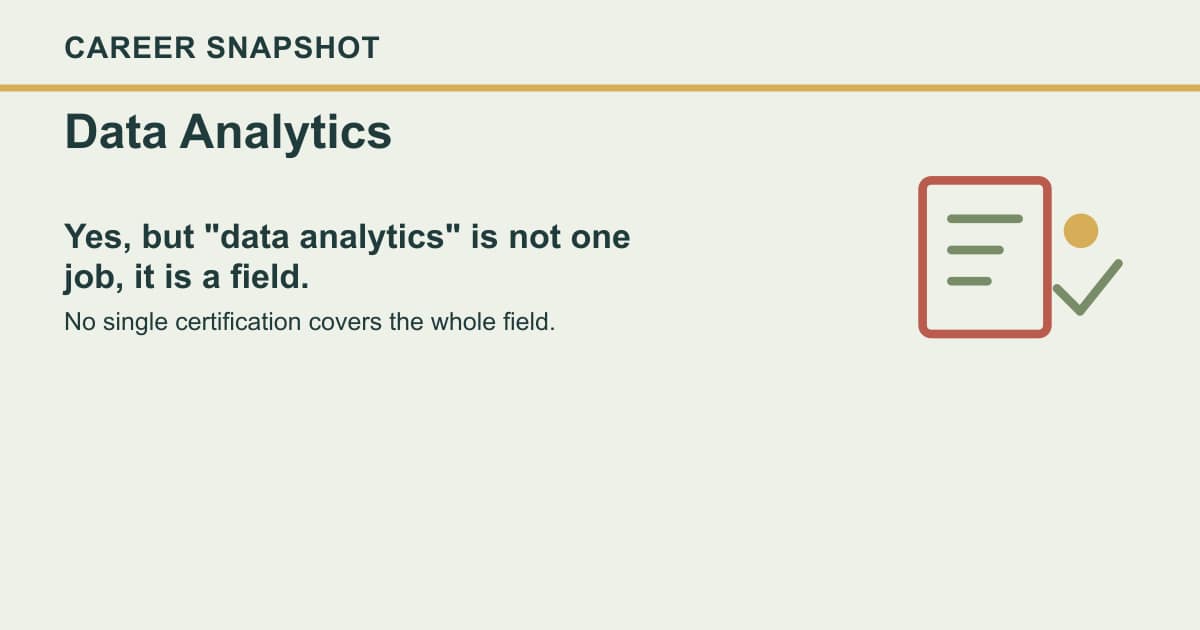 CAREER SNAPSHOT
Data Analytics
Yes, but "data analytics" is not one
job, it is a field.
No single certification covers the whole field.